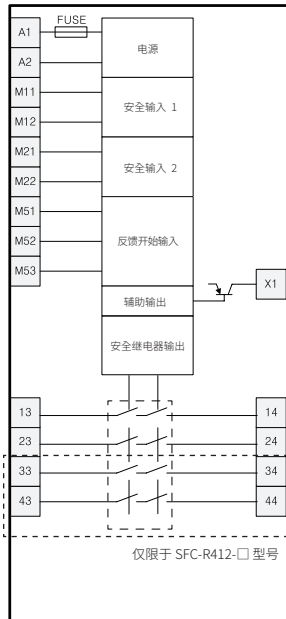 A1
FUSE
电源
A2
M11
安全输入 1
M12
M21
安全输入 2
M22
M51
M52
反馈开始输入
M53
X1
辅助输出
安全继电器输出
13
14
23
24
33
34
43
44
仅限于 SFC-R412-□ 型号